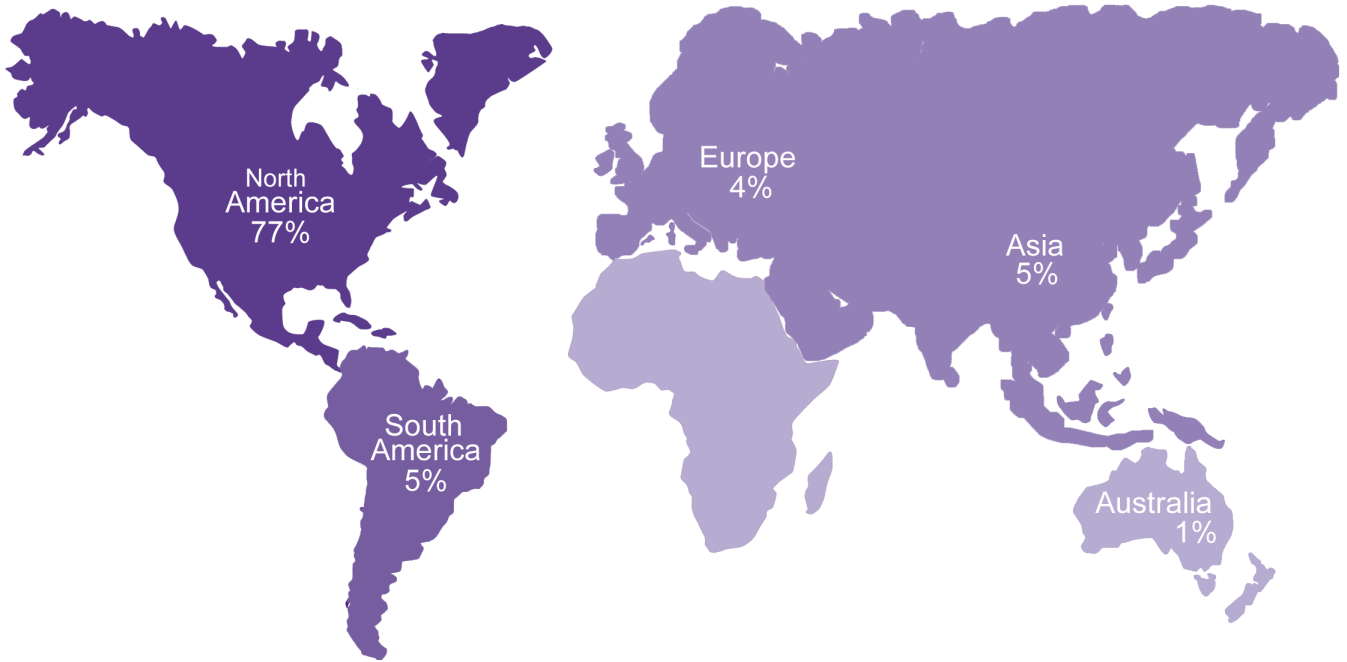 North
America
77%
South
America
5%
Europe
4%
Asia
5%
Australia
1%